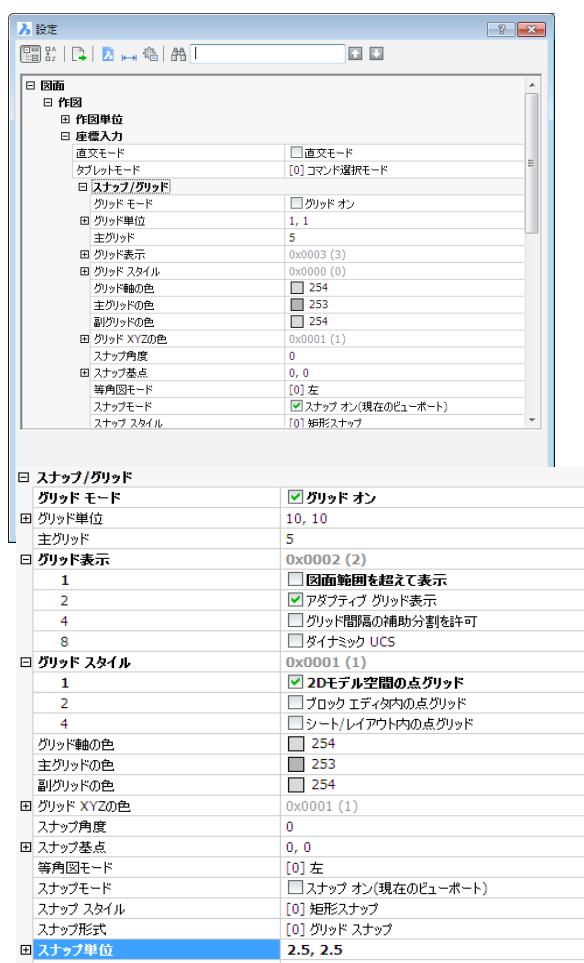 設定
図面
作図
作図単位
座標入力
直交モード 直交モード
タブレットモード [0] コマンド選択モード
スナップ/グリッド
グリッド モード グリッド オン
グリッド単位 1, 1
主グリッド 5
グリッド表示 0x0003 (3)
グリッド スタイル 0x0000 (0)
グリッド軸の色 254
主グリッドの色 253
副グリッドの色 254
グリッド XYZの色 0x0001 (1)
スナップ角度 0
スナップ基点 0, 0
等角図モード [0] 左
スナップモード スナップ オン(現在のビューポート)
スナップ スタイル [0] 矩形スナップ
スナップ/グリッド
グリッド モード グリッド オン
グリッド単位 10, 10
主グリッド 5
グリッド表示 0x0002 (2)
1 図面範囲を超えて表示
2 アダプティブ グリッド表示
4 グリッド間隔の補助分割を許可
8 ダイナミック UCS
グリッド スタイル 0x0001 (1)
1 2Dモデル空間の点グリッド
2 ブロック エディタ内の点グリッド
4 シート/レイアウト内の点グリッド
グリッド軸の色 254
主グリッドの色 253
副グリッドの色 254
グリッド XYZの色 0x0001 (1)
スナップ角度 0
スナップ基点 0, 0
等角図モード [0] 左
スナップモード スナップ オン(現在のビューポート)
スナップ スタイル [0] 矩形スナップ
スナップ形式 [0] グリッド スナップ
スナップ単位 2.5, 2.5